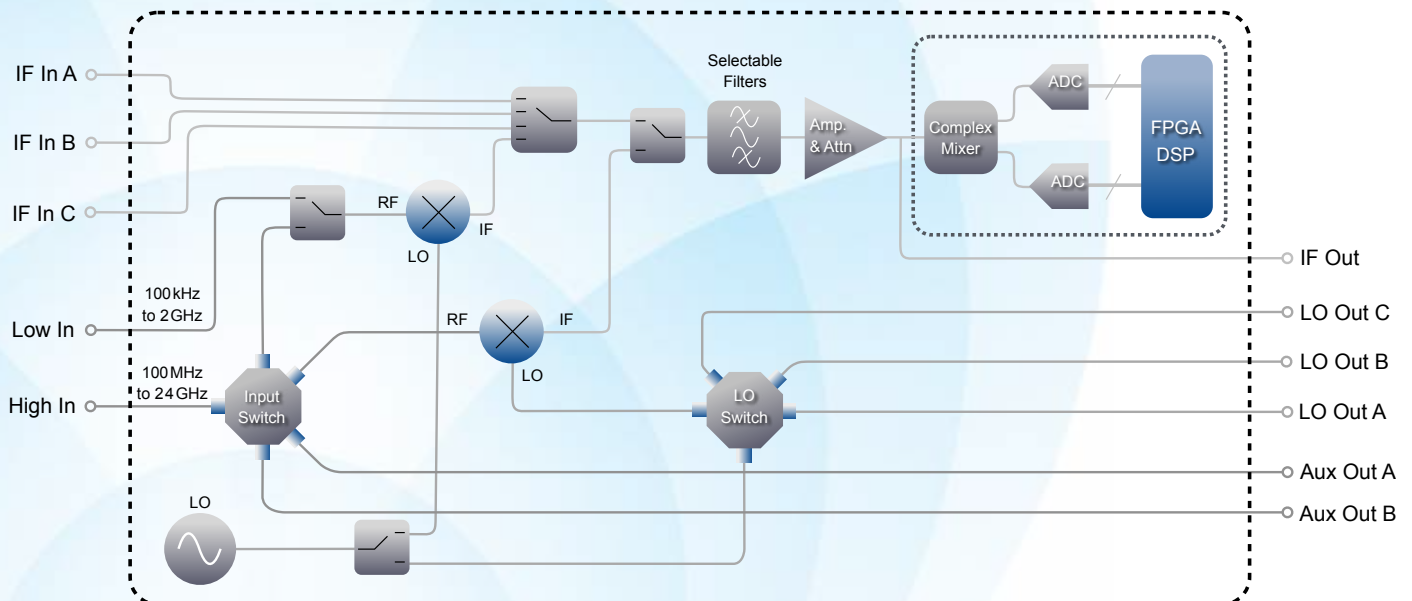 Selectable
Filters
IF In A
ADC
Amp.
& Attn
Complex
Mixer
FPGA
DSP
IF In B
ADC
IF In C
RF
IF
LO
IF Out
100 kHz
to 2 GHz
Low In
RF
IF
LO
LO Out C
LO Out B
100 MHz
to 24 GHz
High In
Input
Switch
LO
Switch
LO Out A
Aux Out A
LO
Aux Out B